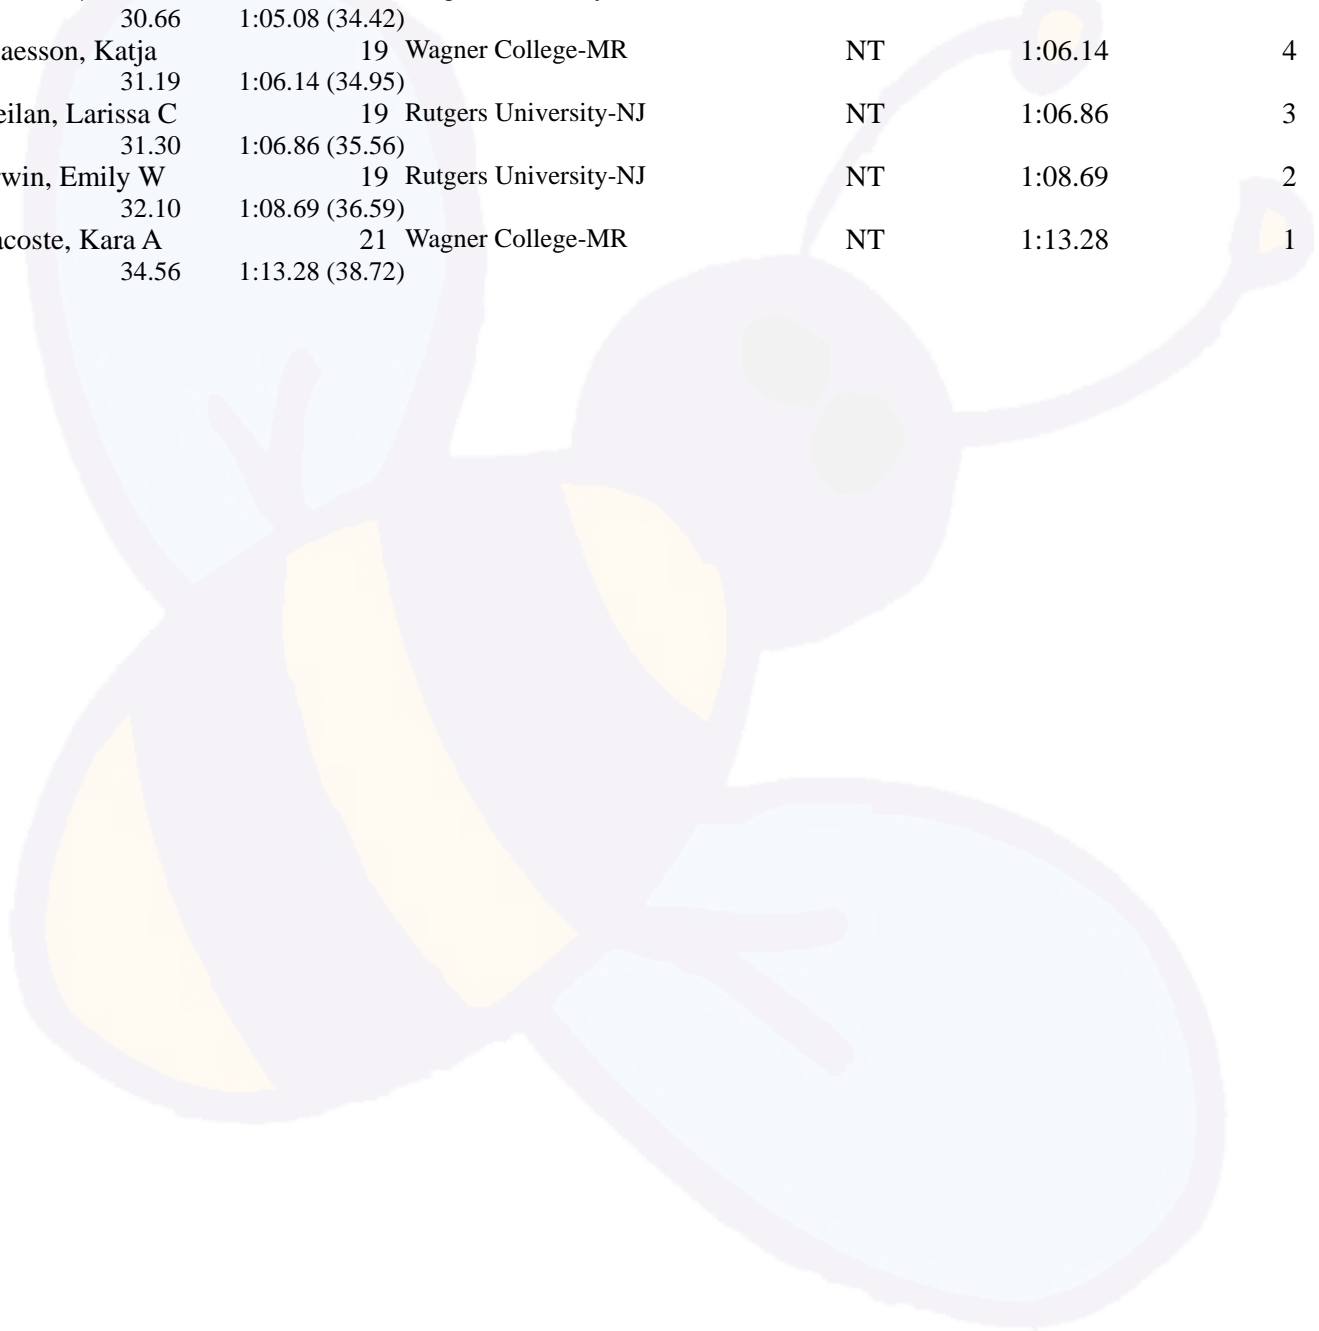 30.66 1:05.08 (34.42)
aesson, Katja 19 Wagner College-MR NT 1:06.14 4
31.19 1:06.14 (34.95)
eilan, Larissa C 19 Rutgers University-NJ NT 1:06.86 3
31.30 1:06.86 (35.56)
win, Emily W 19 Rutgers University-NJ NT 1:08.69 2
32.10 1:08.69 (36.59)
acoste, Kara A 21 Wagner College-MR NT 1:13.28 1
34.56 1:13.28 (38.72)